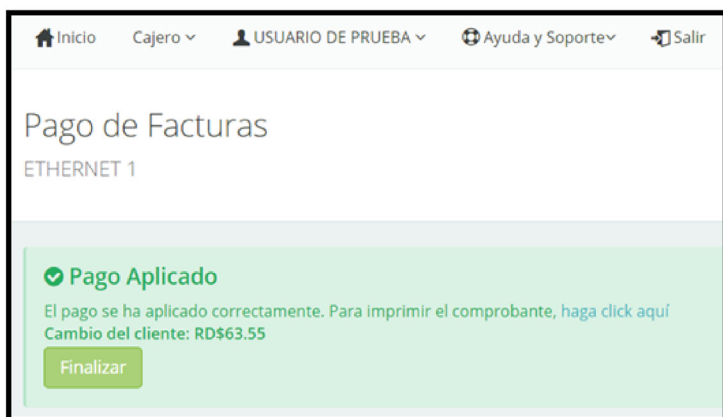 Inicio Cajero USUARIO DE PRUEBA Ayuda y Soporte Salir
Pago de Facturas
ETHERNET 1
Pago Aplicado
El pago se ha aplicado correctamente. Para imprimir el comprobante, haga click aquí
Cambio del cliente: RD$63.55
Finalizar